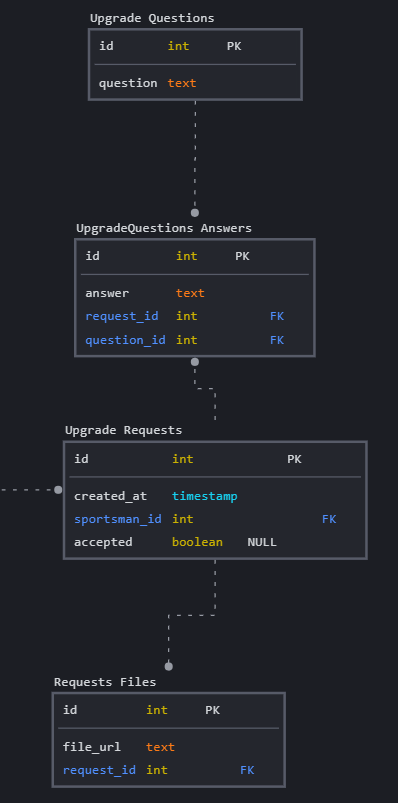 Upgrade Questions
id int PK
question text
UpgradeQuestions Answers
id int PK
answer text
request_id int FK
question_id int FK
Upgrade Requests
id int PK
created_at timestamp
sportsman_id int FK
accepted boolean NULL
Requests Files
id int PK
file_url text
request_id int FK